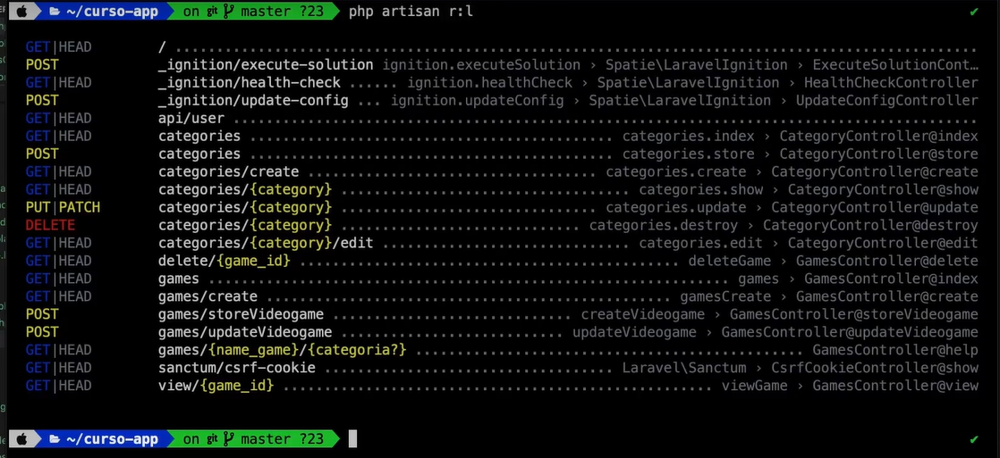 ~/curso-app on git master ?23 php artisan r:l ✔
GET|HEAD / ....................................................................................................
POST _ignition/execute-solution ignition.executeSolution › Spatie\LaravelIgnition › ExecuteSolutionCont…
GET|HEAD _ignition/health-check ...... ignition.healthCheck › Spatie\LaravelIgnition › HealthCheckController
POST _ignition/update-config ... ignition.updateConfig › Spatie\LaravelIgnition › UpdateConfigController
GET|HEAD api/user .............................................................................................
GET|HEAD categories ............................................ categories.index › CategoryController@index
POST categories ............................................ categories.store › CategoryController@store
GET|HEAD categories/create ................................... categories.create › CategoryController@create
GET|HEAD categories/{category} ................................... categories.show › CategoryController@show
PUT|PATCH categories/{category} ............................... categories.update › CategoryController@update
DELETE categories/{category} ............................. categories.destroy › CategoryController@destroy
GET|HEAD categories/{category}/edit .............................. categories.edit › CategoryController@edit
GET|HEAD delete/{game_id} .............................................. deleteGame › GamesController@delete
GET|HEAD games ................................................................ games › GamesController@index
GET|HEAD games/create .................................................. gamesCreate › GamesController@create
POST games/storeVideogame .............................. createVideogame › GamesController@storeVideogame
POST games/updateVideogame ............................ updateVideogame › GamesController@updateVideogame
GET|HEAD games/{name_game}/{categoria?} ................................................ GamesController@help
GET|HEAD sanctum/csrf-cookie ................................... Laravel\Sanctum › CsrfCookieController@show
GET|HEAD view/{game_id} .................................................... viewGame › GamesController@view
~/curso-app on git master ?23 ✔